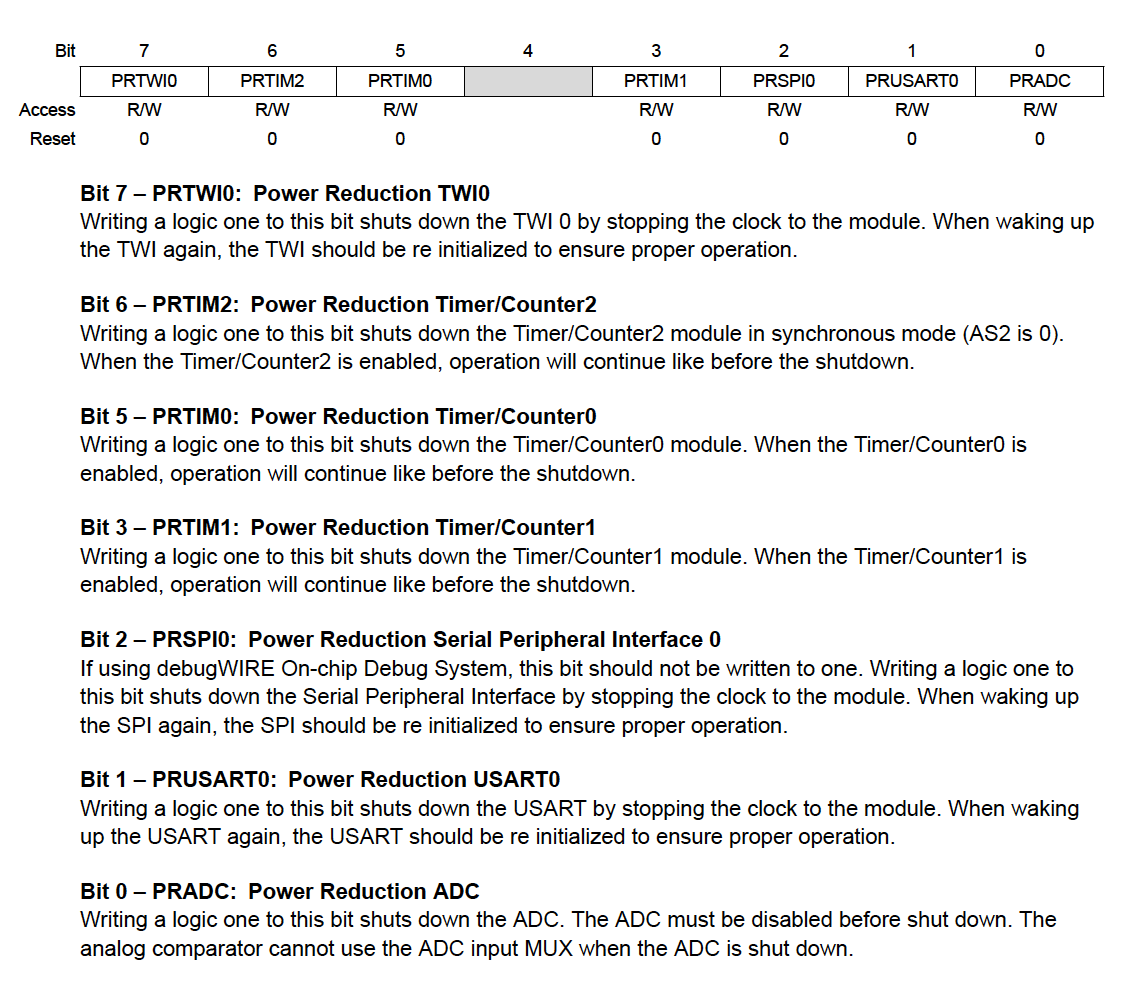 Bit 7 6 5 4 3 2 1 0
PRTWI0 PRTIM2 PRTIM0 PRTIM1 PRSPI0 PRUSART0 PRADC
Access R/W R/W R/W R/W R/W R/W R/W
Reset 0 0 0 0 0 0 0
Bit 7 – PRTWI0:  Power Reduction TWI0
Writing a logic one to this bit shuts down the TWI 0 by stopping the clock to the module. When waking up
the TWI again, the TWI should be re initialized to ensure proper operation.
Bit 6 – PRTIM2:  Power Reduction Timer/Counter2
Writing a logic one to this bit shuts down the Timer/Counter2 module in synchronous mode (AS2 is 0).
When the Timer/Counter2 is enabled, operation will continue like before the shutdown.
Bit 5 – PRTIM0:  Power Reduction Timer/Counter0
Writing a logic one to this bit shuts down the Timer/Counter0 module. When the Timer/Counter0 is
enabled, operation will continue like before the shutdown.
Bit 3 – PRTIM1:  Power Reduction Timer/Counter1
Writing a logic one to this bit shuts down the Timer/Counter1 module. When the Timer/Counter1 is
enabled, operation will continue like before the shutdown.
Bit 2 – PRSPI0:  Power Reduction Serial Peripheral Interface 0
If using debugWIRE On-chip Debug System, this bit should not be written to one. Writing a logic one to
this bit shuts down the Serial Peripheral Interface by stopping the clock to the module. When waking up
the SPI again, the SPI should be re initialized to ensure proper operation.
Bit 1 – PRUSART0:  Power Reduction USART0
Writing a logic one to this bit shuts down the USART by stopping the clock to the module. When waking
up the USART again, the USART should be re initialized to ensure proper operation.
Bit 0 – PRADC:  Power Reduction ADC
Writing a logic one to this bit shuts down the ADC. The ADC must be disabled before shut down. The
analog comparator cannot use the ADC input MUX when the ADC is shut down.